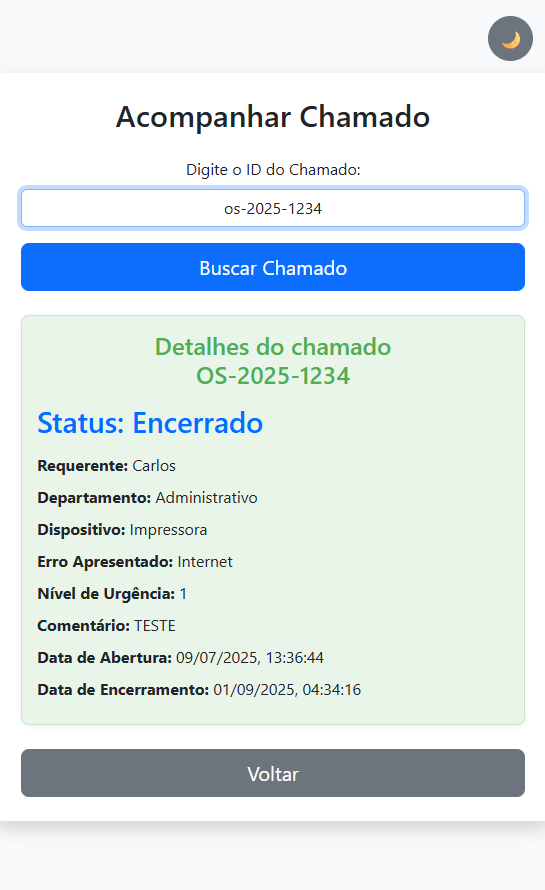 Acompanhar Chamado
Digite o ID do Chamado:
os-2025-1234
Buscar Chamado
Detalhes do chamado
OS-2025-1234
Status: Encerrado
Requerente: Carlos
Departamento: Administrativo
Dispositivo: Impressora
Erro Apresentado: Internet
Nível de Urgência: 1
Comentário: TESTE
Data de Abertura: 09/07/2025, 13:36:44
Data de Encerramento: 01/09/2025, 04:34:16
Voltar